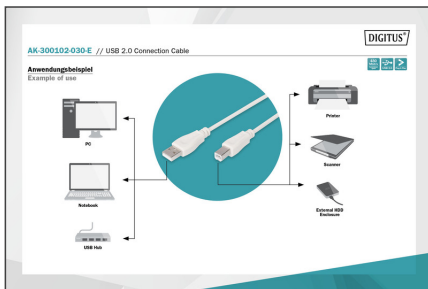 DIGITUS®
AK-300102-030-E // USB 2.0 Connection Cable
Anwendungsbeispiel
Example of use
PC
Notebook
USB Hub
Printer
Scanner
External HDD
Enclosure